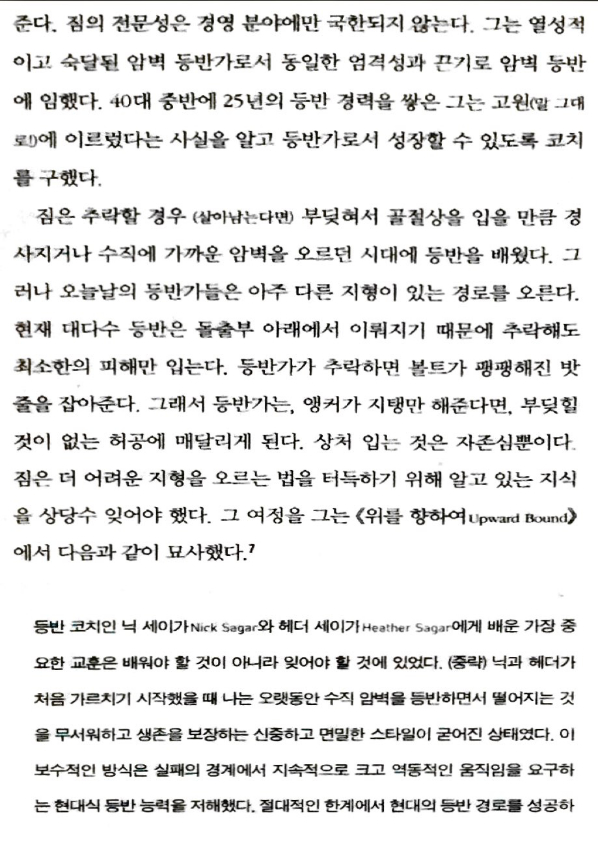 준다. 짐의 전문성은 경영 분야에만 국한되지 않는다. 그는 열성적
이고 숙달될 암벽 등반가로서 동일한 엄격성과 끈기로 암벽 등반
에 임했다. 40대 중반에 25년의 등반 경력을 쌓은 그는 고원(말 그대
로!)에 이르렀다는 사실을 알고 등반가로서 성장할 수 있도록 코치
를 구했다.
짐은 추락할 경우 (살아남는다면) 부딪혀서 골절상을 입을 만큼 경
사지거나 수직에 가까운 암벽을 오르던 시대에 등반을 배웠다. 그
러나 오늘날의 등반가들은 아주 다른 지형이 있는 경로를 오른다.
현재 대다수 등반은 돌출부 아래에서 이뤄지기 때문에 추락해도
최소한의 피해만 입는다. 등반가가 추락하면 볼트가 팽팽해진 밧
줄을 잡아준다. 그래서 등반가는, 앵커가 지탱만 해준다면, 부딪힐
것이 없는 허공에 매달리게 된다. 상처 입는 것은 자존심뿐이다.
짐은 더 어려운 지형을 오르는 법을 터득하기 위해 알고 있는 지식
을 상당수 잊어야 했다. 그 여정을 그는 《위를 향하여Upward Bound》
에서 다음과 같이 묘사했다.7
등반 코치인 닉 세이가Nick Sagar와 헤더 세이가Heather Sagar에게 배운 가장 중
요한 교훈은 배워야 할 것이 아니라 잊어야 할 것에 있었다. (중략) 닉과 헤더가
처음 가르치기 시작했을 때 나는 오랫동안 수직 암벽을 등반하면서 떨어지는 것
을 무서워하고 생존을 보장하는 신중하고 면밀한 스타일이 굳어진 상태였다. 이
보수적인 방식은 실패의 경계에서 지속적으로 크고 역동적인 움직임을 요구하
는 현대식 등반 능력을 저해했다. 절대적인 한계에서 현대의 등반 경로를 성공하